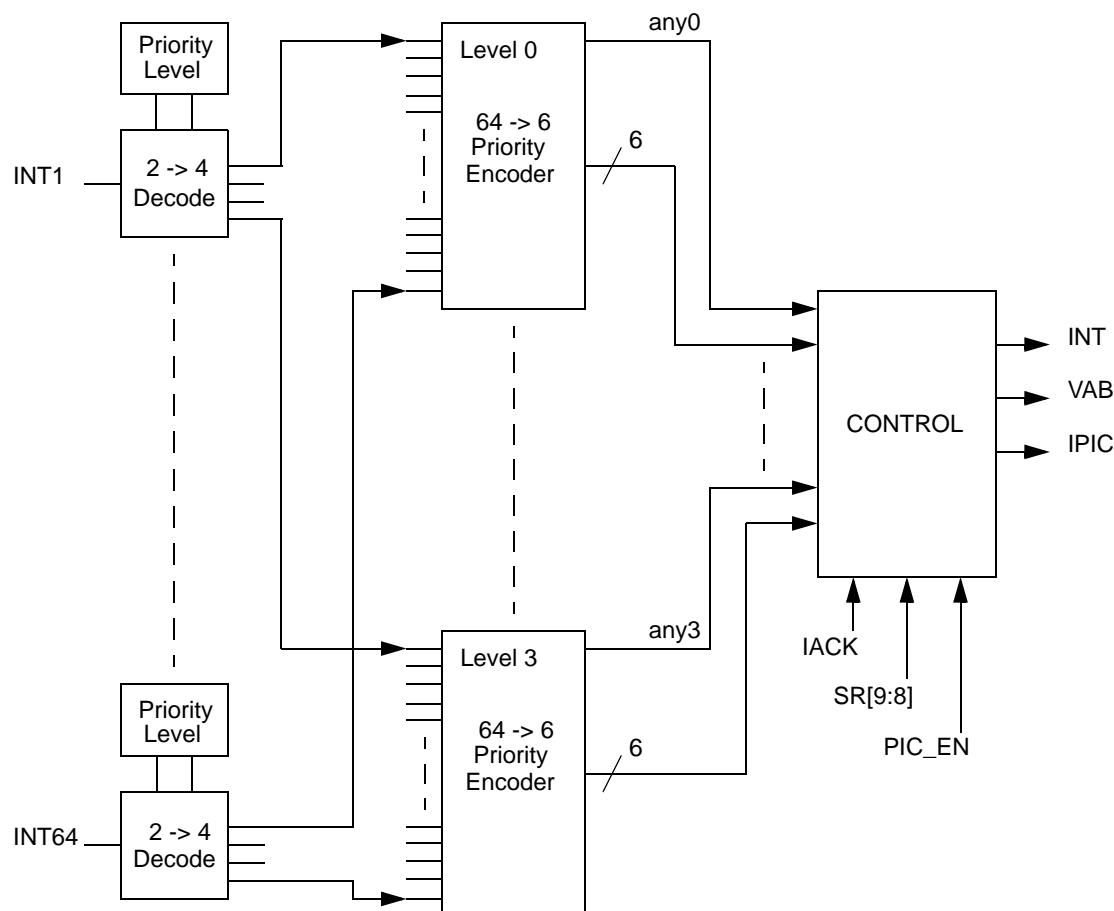 Priority
Level
INT1
2 -> 4
Decode
Level 0
64 -> 6
Priority
Encoder
any0
6
CONTROL
INT
VAB
IPIC
IACK
SR[9:8]
PIC_EN
Priority
Level
INT64
2 -> 4
Decode
Level 3
64 -> 6
Priority
Encoder
any3
6